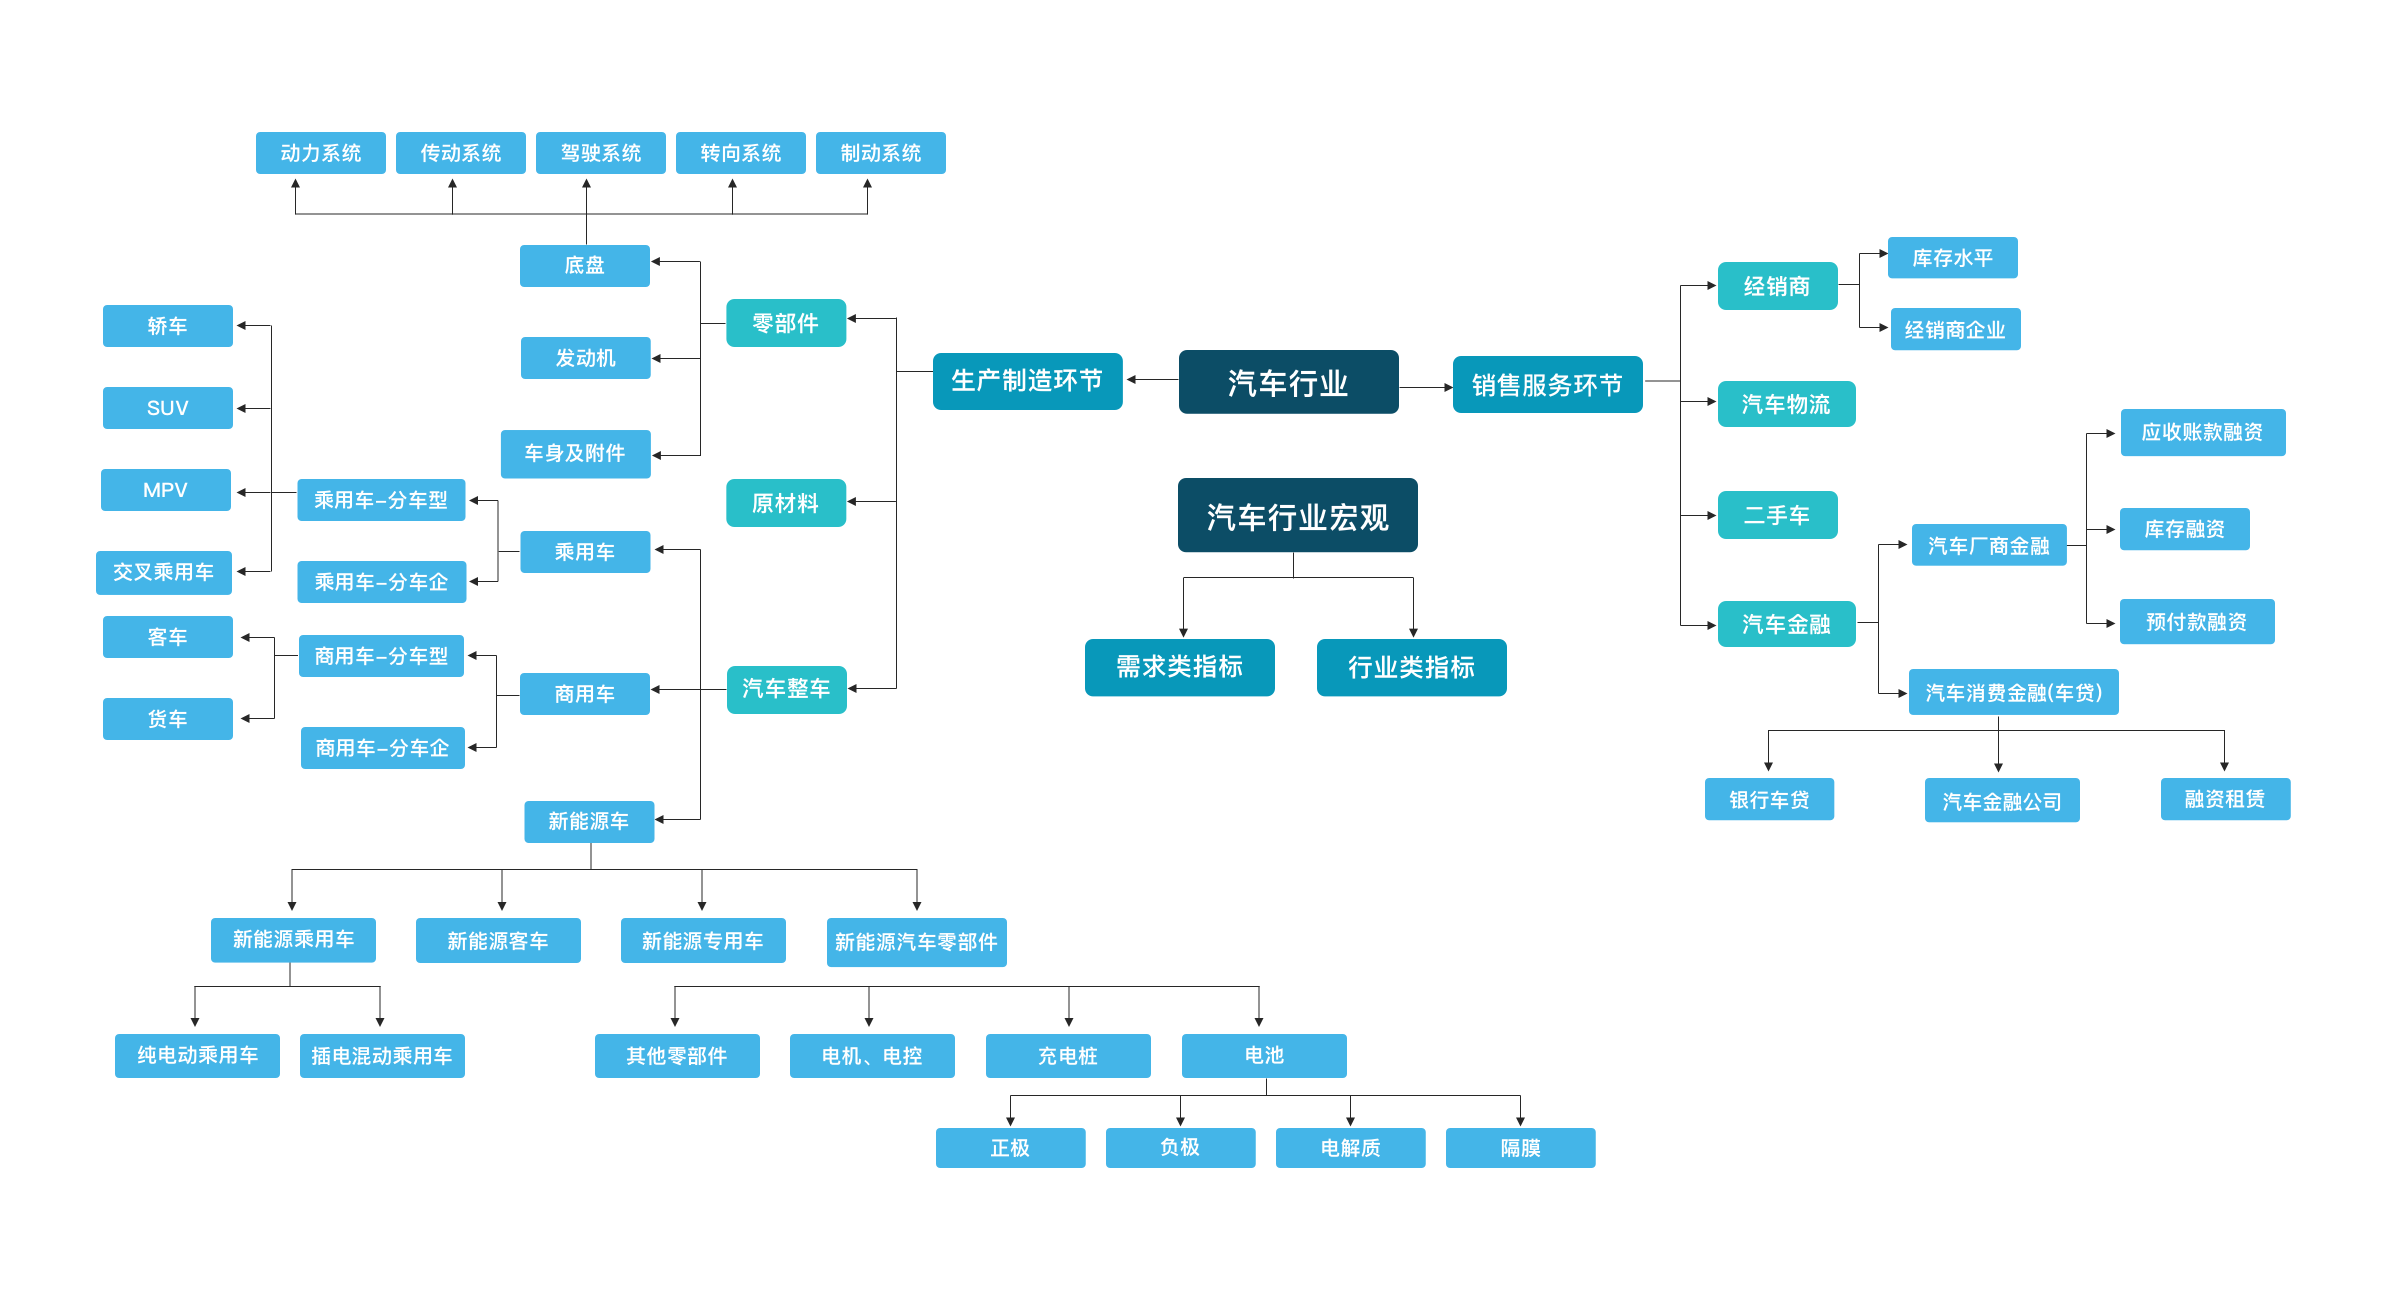 动力系统
传动系统
驾驶系统
转向系统
制动系统
底盘
零部件
发动机
车身及附件
轿车
SUV
MPV
交叉乘用车
乘用车-分车型
乘用车-分车企
乘用车
原材料
生产制造环节
汽车行业
销售服务环节
汽车行业宏观
需求类指标
行业类指标
经销商
库存水平
经销商企业
汽车物流
二手车
汽车金融
汽车厂商金融
应收账款融资
库存融资
预付款融资
汽车消费金融(车贷)
银行车贷
汽车金融公司
融资租赁
客车
货车
商用车-分车型
商用车-分车企
商用车
汽车整车
新能源车
新能源乘用车
新能源客车
新能源专用车
新能源汽车零部件
纯电动乘用车
插电混动乘用车
其他零部件
电机、电控
充电桩
电池
正极
负极
电解质
隔膜